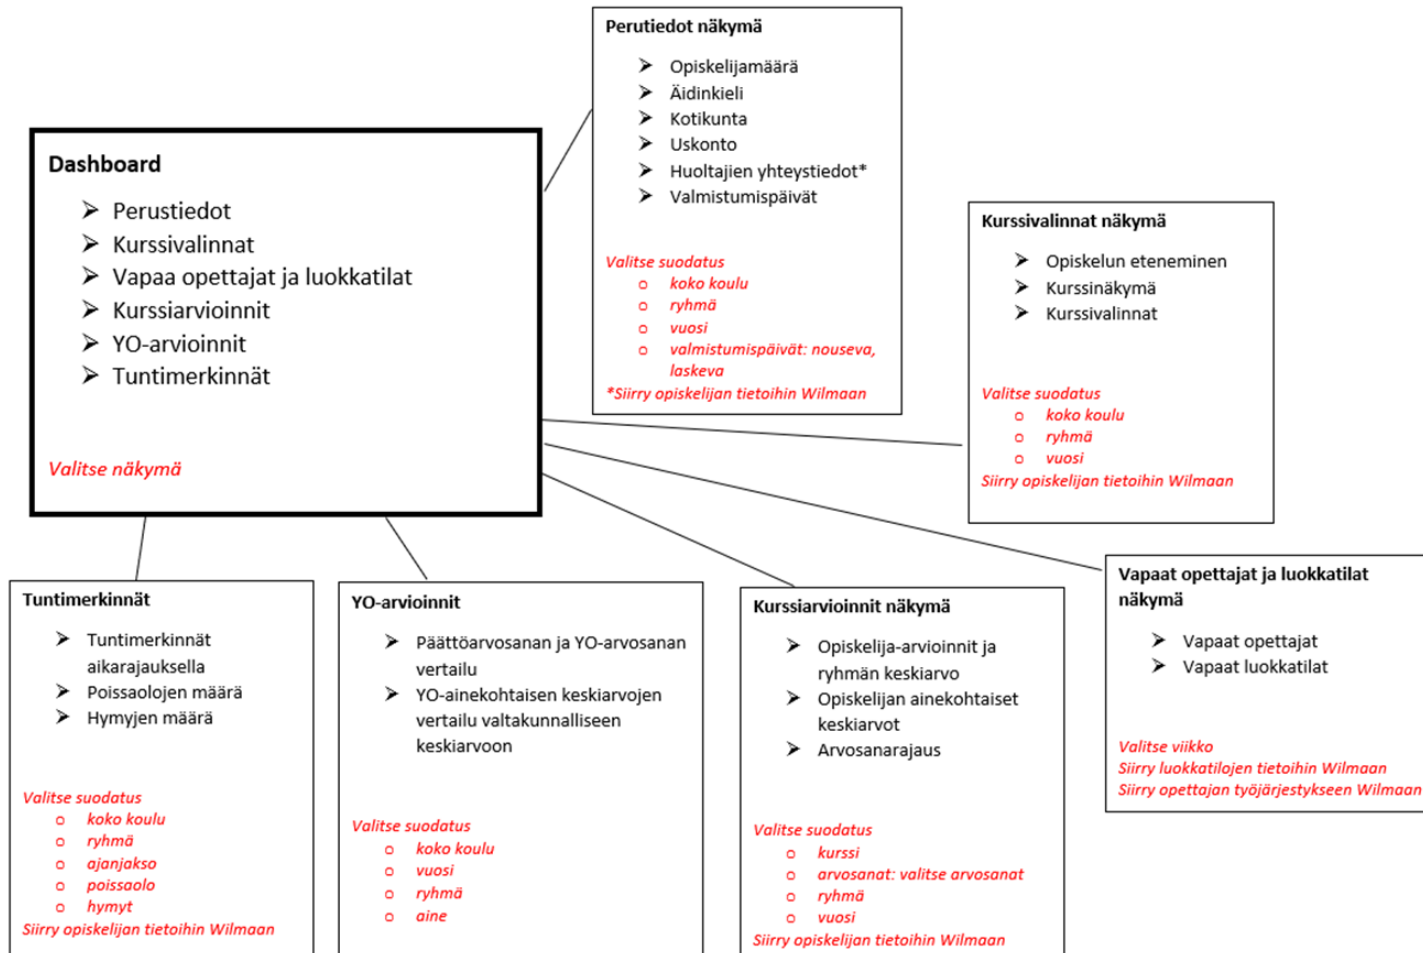 Dashboard
Perustiedot
Kurssivalinnat
Vapaa opettajat ja luokkatilat
Kurssiarvioinnit
YO-arvioinnit
Tuntimerkinnät
Valitse näkymä
Perutiedot näkymä
Opiskelijamäärä
Äidinkieli
Kotikunta
Uskonto
Huoltajien yhteystiedot*
Valmistumispäivät
Valitse suodatus
koko koulu
ryhmä
vuosi
valmistumispäivät: nouseva,
laskeva
*Siirry opiskelijan tietoihin Wilmaan
Kurssivalinnat näkymä
Opiskelun eteneminen
Kurssinäkymä
Kurssivalinnat
Valitse suodatus
koko koulu
ryhmä
vuosi
Siirry opiskelijan tietoihin Wilmaan
Tuntimerkinnät
Tuntimerkinnät
aikarajauksella
Poissaolojen määrä
Hymyjen määrä
Valitse suodatus
koko koulu
ryhmä
ajanjakso
poissaolo
hymyt
Siirry opiskelijan tietoihin Wilmaan
YO-arvioinnit
Päättöarvosanan ja YO-arvosanan
vertailu
YO-ainekohtaisen keskiarvojen
vertailu valtakunnalliseen
keskiarvoon
Valitse suodatus
koko koulu
vuosi
ryhmä
aine
Kurssiarvioinnit näkymä
Opiskelija-arvioinnit ja
ryhmän keskiarvo
Opiskelijan ainekohtaiset
keskiarvot
Arvosanarajaus
Valitse suodatus
kurssi
arvosanat: valitse arvosanat
ryhmä
vuosi
Siirry opiskelijan tietoihin Wilmaan
Vapaat opettajat ja luokkatilat
näkymä
Vapaat opettajat
Vapaat luokkatilat
Valitse viikko
Siirry luokkatilojen tietoihin Wilmaan
Siirry opettajan työjärjestykseen Wilmaan